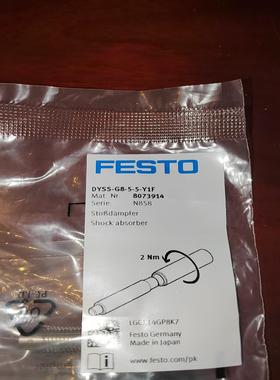 FESTO
DYSS-G8-5-5-Y1F
Mat. Nr. 8073914
Serie. N858
Stoßdämpfer
Shock absorber
2 Nm
Festo Germany
Made in Japan
www.festo.com/pk